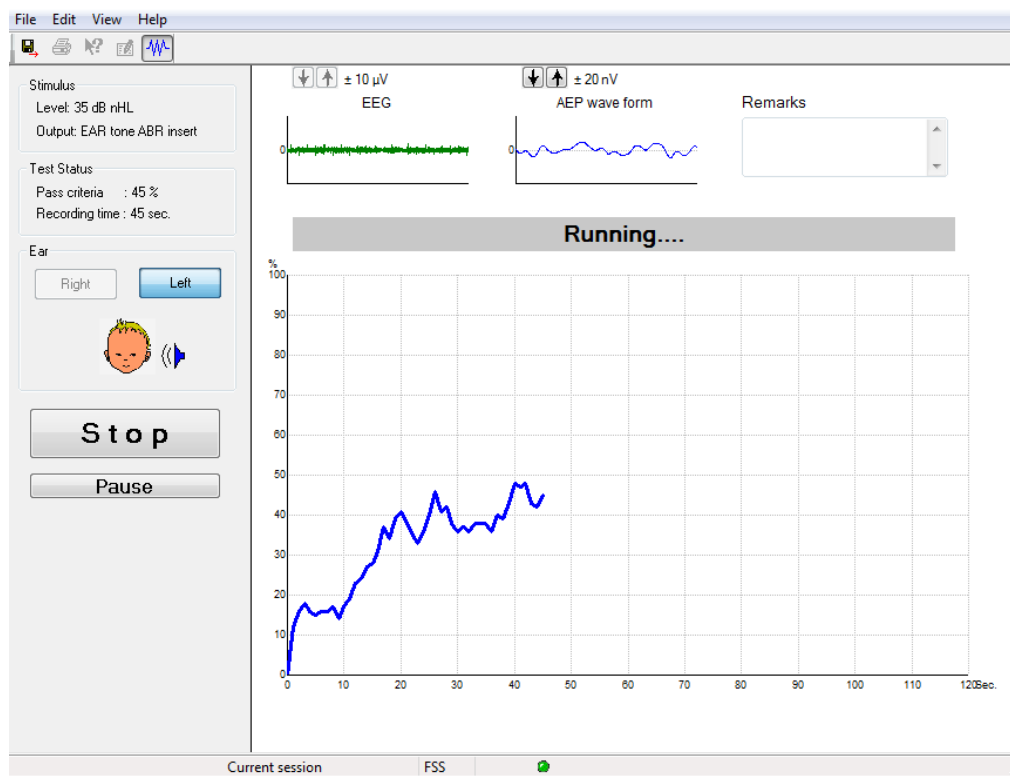 File Edit View Help
Stimulus
Level: 35 dB nHL
Output: EAR tone ABR insert
Test Status
Pass criteria : 45 %
Recording time : 45 sec.
Ear
Right Left
Stop
Pause
± 10 µV
EEG
0
± 20 nV
AEP wave form
0
Remarks
Running....
%
100
90
80
70
60
50
40
30
20
10
0
0 10 20 30 40 50 60 70 80 90 100 110 120Sec.
Current session FSS